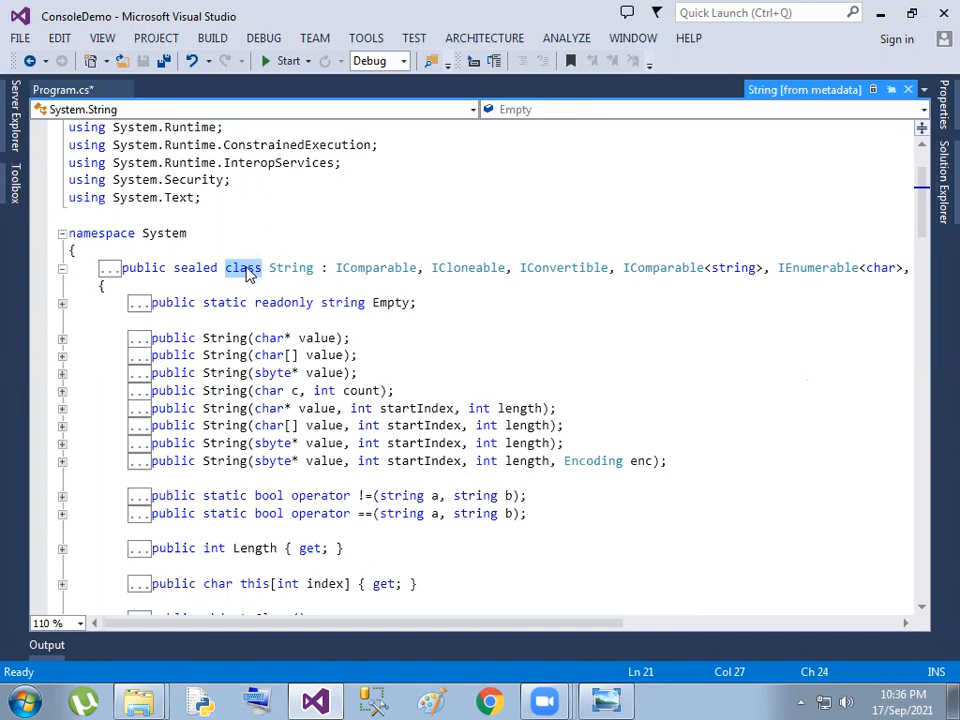 ConsoleDemo - Microsoft Visual Studio
Quick Launch (Ctrl+Q)
FILE EDIT VIEW PROJECT BUILD DEBUG TEAM TOOLS TEST ARCHITECTURE ANALYZE WINDOW HELP
Sign in
Start Debug
Program.cs*
String [from metadata]
System.String
Empty
Server Explorer
Toolbox
Properties
Solution Explorer
using System.Runtime;
using System.Runtime.ConstrainedExecution;
using System.Runtime.InteropServices;
using System.Security;
using System.Text;
namespace System
{
...public sealed class String : IComparable, ICloneable, IConvertible, IComparable<string>, IEnumerable<char>,
{
...public static readonly string Empty;
...public String(char* value);
...public String(char[] value);
...public String(sbyte* value);
...public String(char c, int count);
...public String(char* value, int startIndex, int length);
...public String(char[] value, int startIndex, int length);
...public String(sbyte* value, int startIndex, int length);
...public String(sbyte* value, int startIndex, int length, Encoding enc);
...public static bool operator !=(string a, string b);
...public static bool operator ==(string a, string b);
...public int Length { get; }
...public char this[int index] { get; }
110 %
Output
Ready
Ln 21
Col 27
Ch 24
INS
10:36 PM
17/Sep/2021